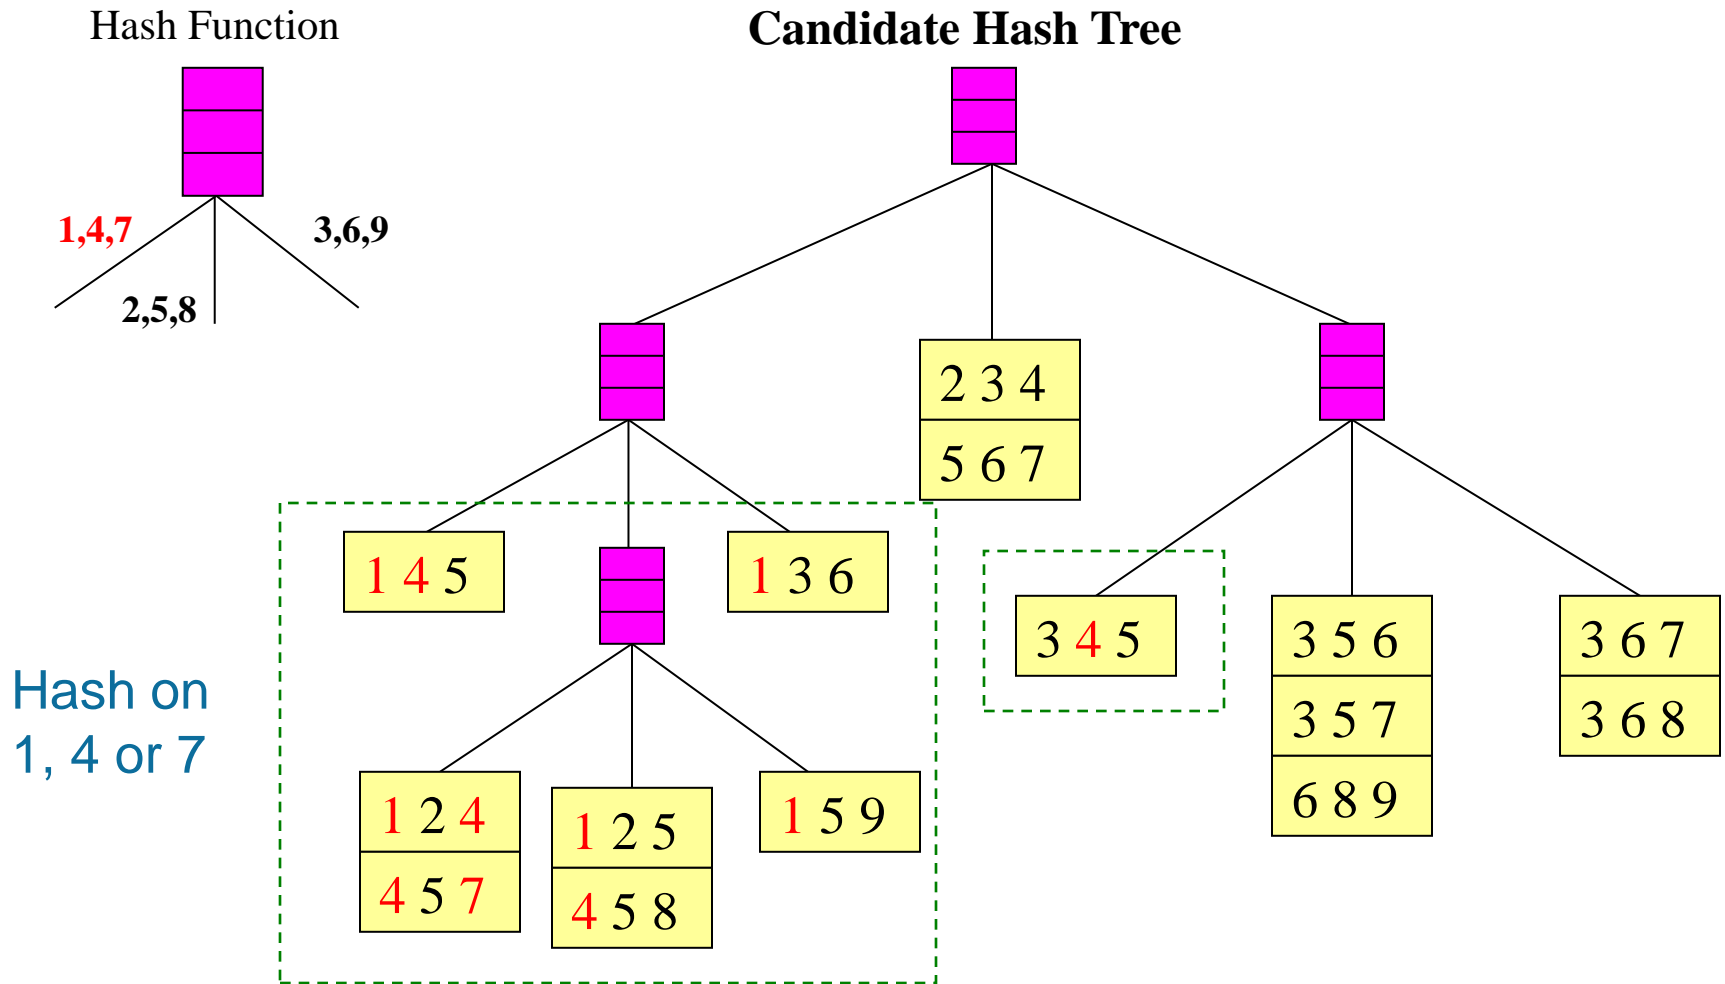 Hash Function
Candidate Hash Tree
1,4,7
3,6,9
2,5,8
2 3 4
5 6 7
1 4 5
1 3 6
3 4 5
3 5 6
3 5 7
6 8 9
3 6 7
3 6 8
Hash on
1, 4 or 7
1 2 4
4 5 7
1 2 5
4 5 8
1 5 9